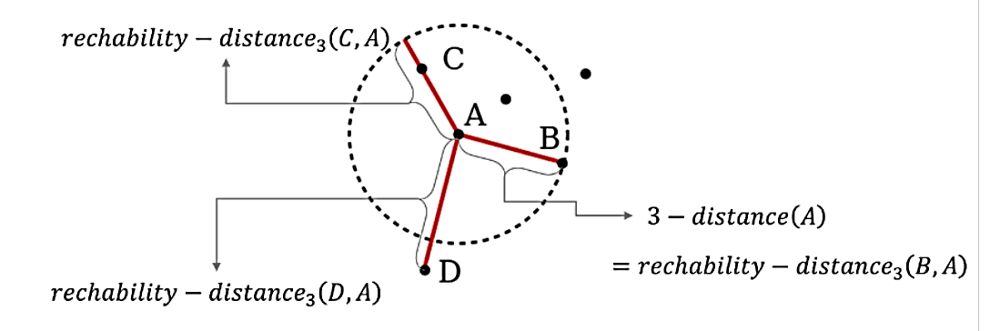 rechability − distance₃(C, A)
C
A
B
3 − distance(A)
= rechability − distance₃(B, A)
D
rechability − distance₃(D, A)